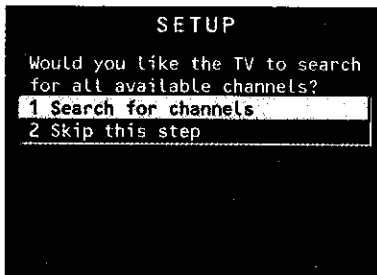 SETUP
Would you like the TV to search
for all available channels?
1 Search for channels
2 Skip this step